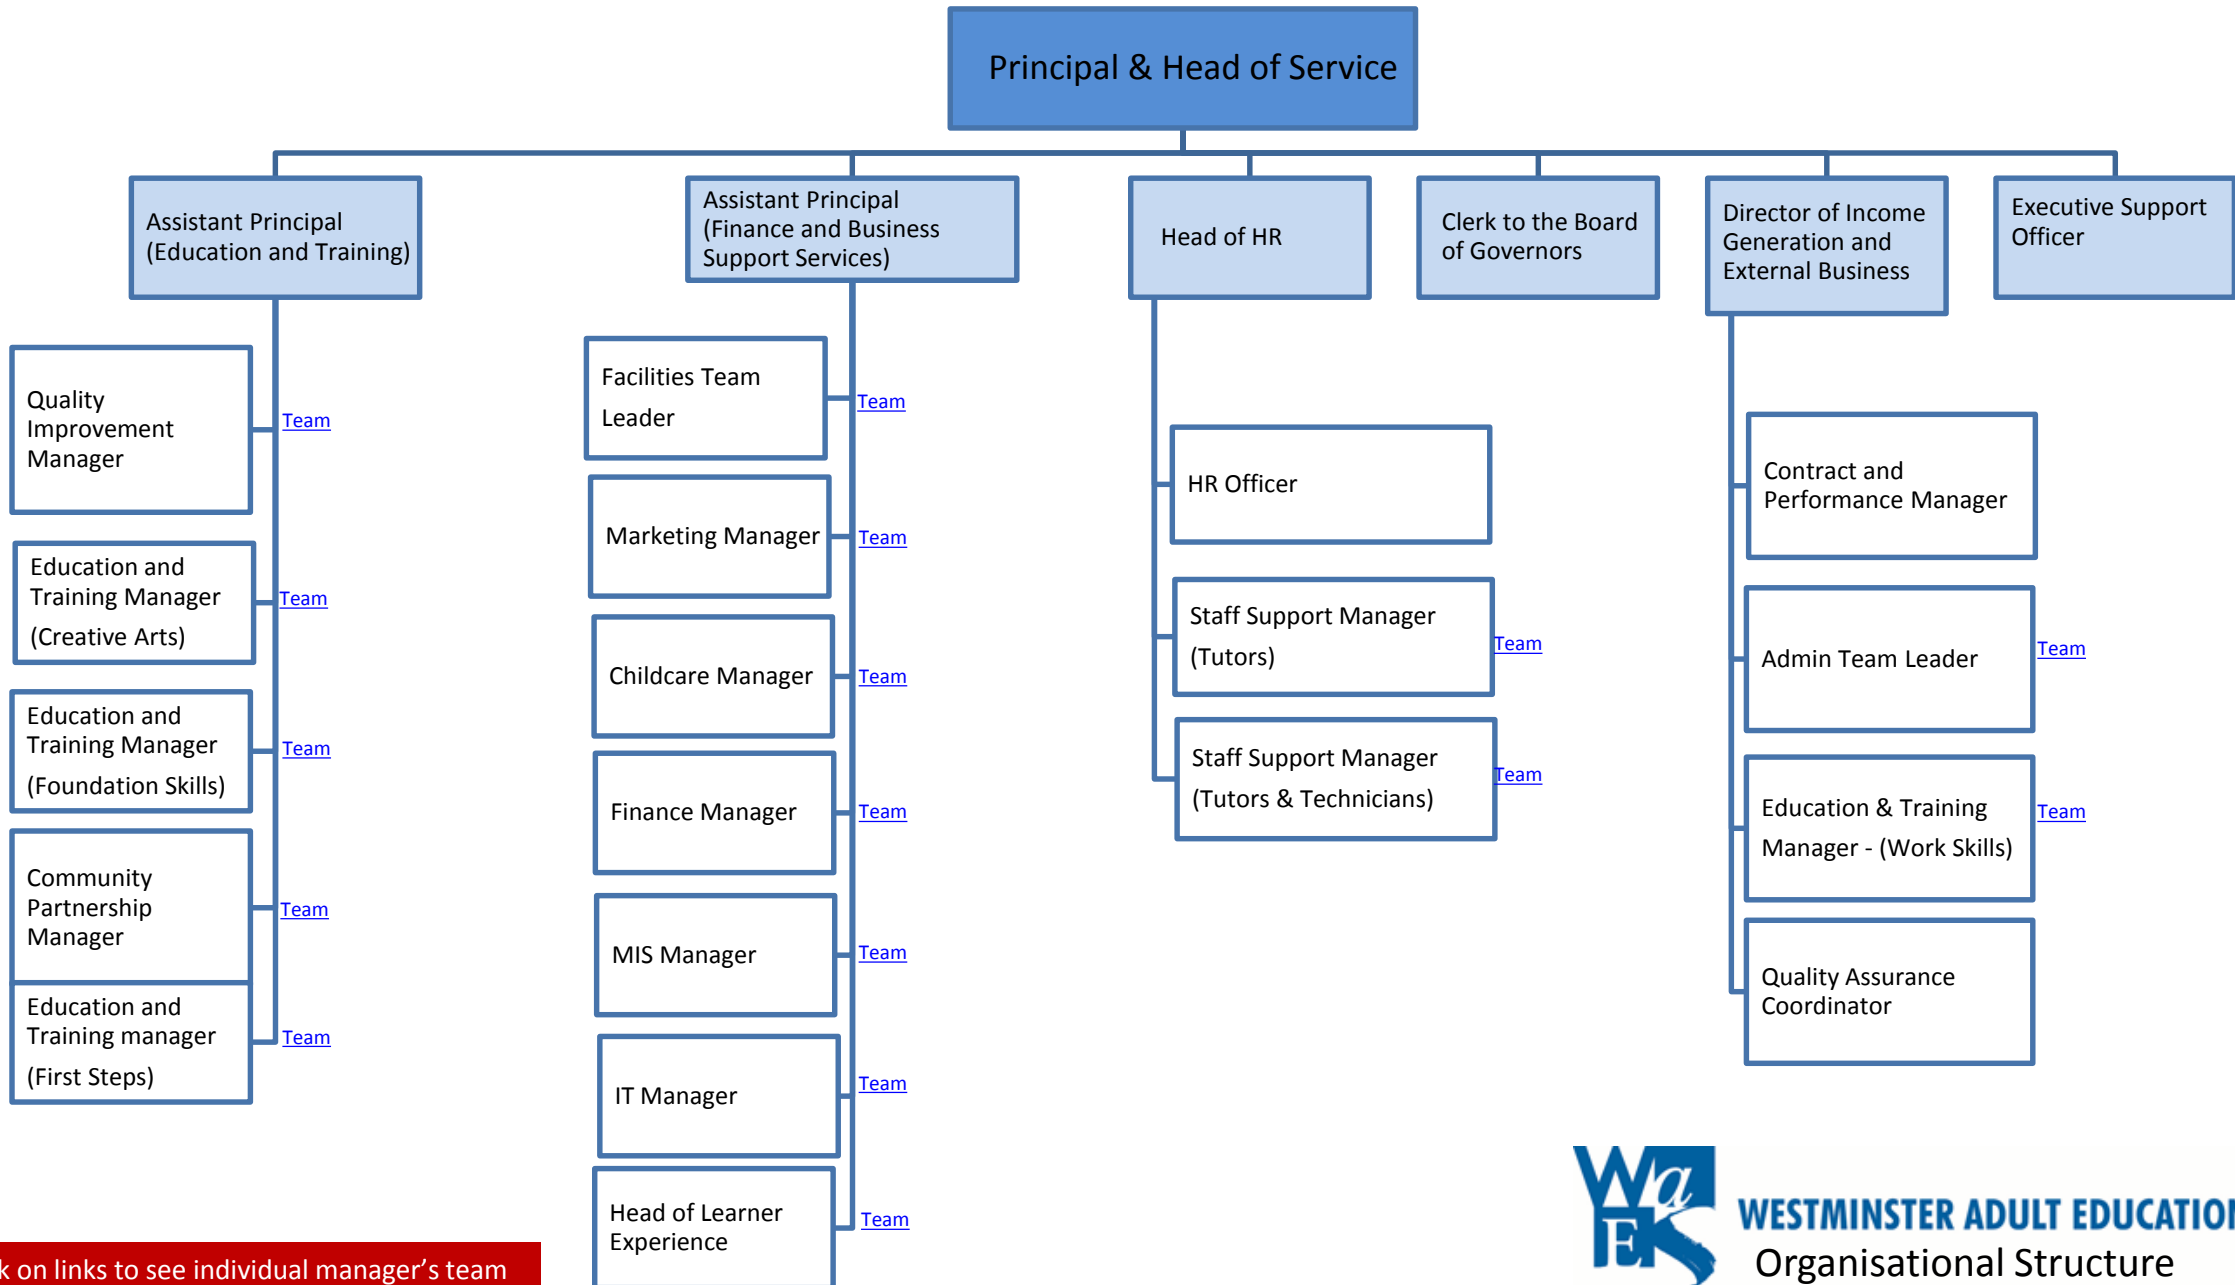 Principal & Head of Service
Assistant Principal
(Education and Training)
Assistant Principal
(Finance and Business
Support Services)
Head of HR
Clerk to the Board
of Governors
Director of Income
Generation and
External Business
Executive Support
Officer
Quality
Improvement
Manager
Team
Education and
Training Manager
(Creative Arts)
Team
Education and
Training Manager
(Foundation Skills)
Team
Community
Partnership
Manager
Team
Education and
Training manager
(First Steps)
Team
Facilities Team
Leader
Team
Marketing Manager
Team
Childcare Manager
Team
Finance Manager
Team
MIS Manager
Team
IT Manager
Team
Head of Learner
Experience
Team
HR Officer
Staff Support Manager
(Tutors)
Team
Staff Support Manager
(Tutors & Technicians)
Team
Contract and
Performance Manager
Admin Team Leader
Team
Education & Training
Manager - (Work Skills)
Team
Quality Assurance
Coordinator
k on links to see individual manager's team
WaES
WESTMINSTER ADULT EDUCATION
Organisational Structure